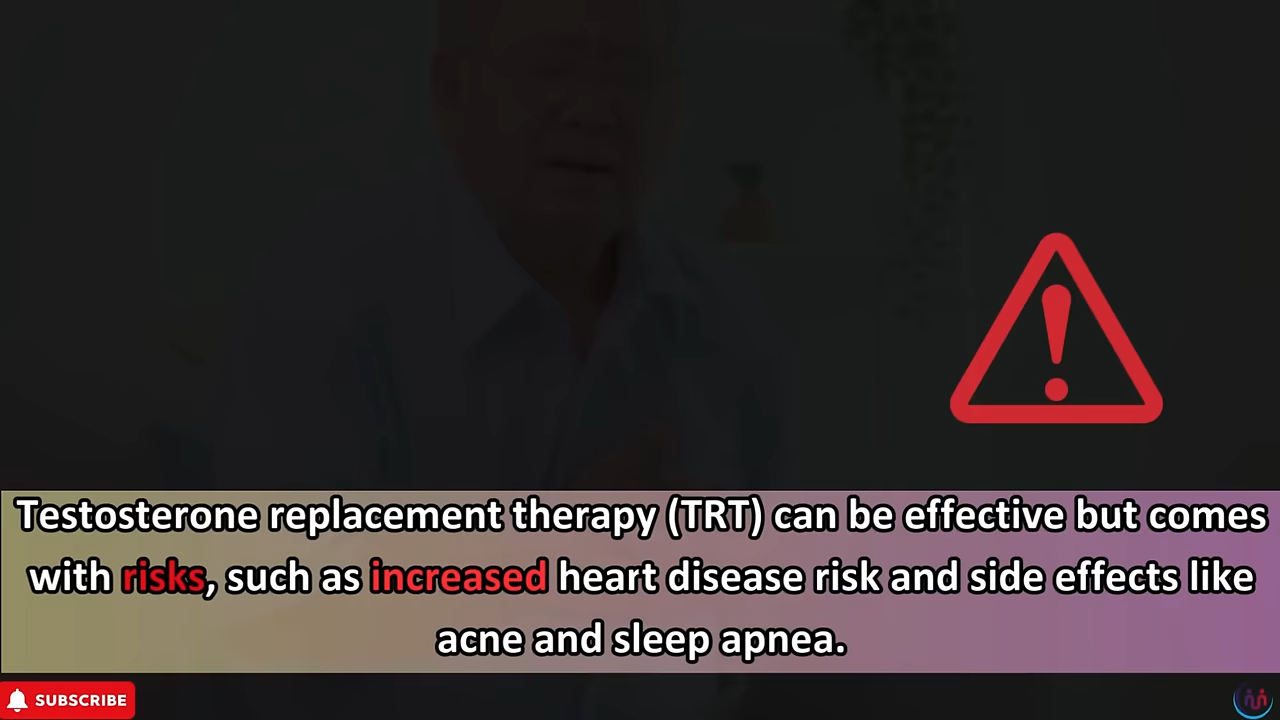 Testosterone replacement therapy (TRT) can be effective but comes
with risks, such as increased heart disease risk and side effects like
acne and sleep apnea.
SUBSCRIBE